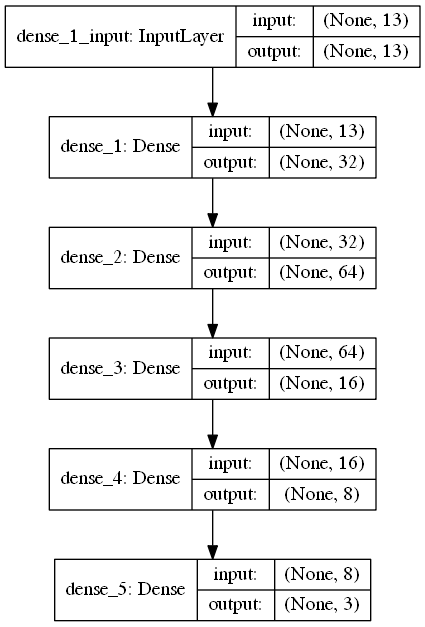 dense_1_input: InputLayer
input: (None, 13)
output: (None, 13)
dense_1: Dense
input: (None, 13)
output: (None, 32)
dense_2: Dense
input: (None, 32)
output: (None, 64)
dense_3: Dense
input: (None, 64)
output: (None, 16)
dense_4: Dense
input: (None, 16)
output: (None, 8)
dense_5: Dense
input: (None, 8)
output: (None, 3)